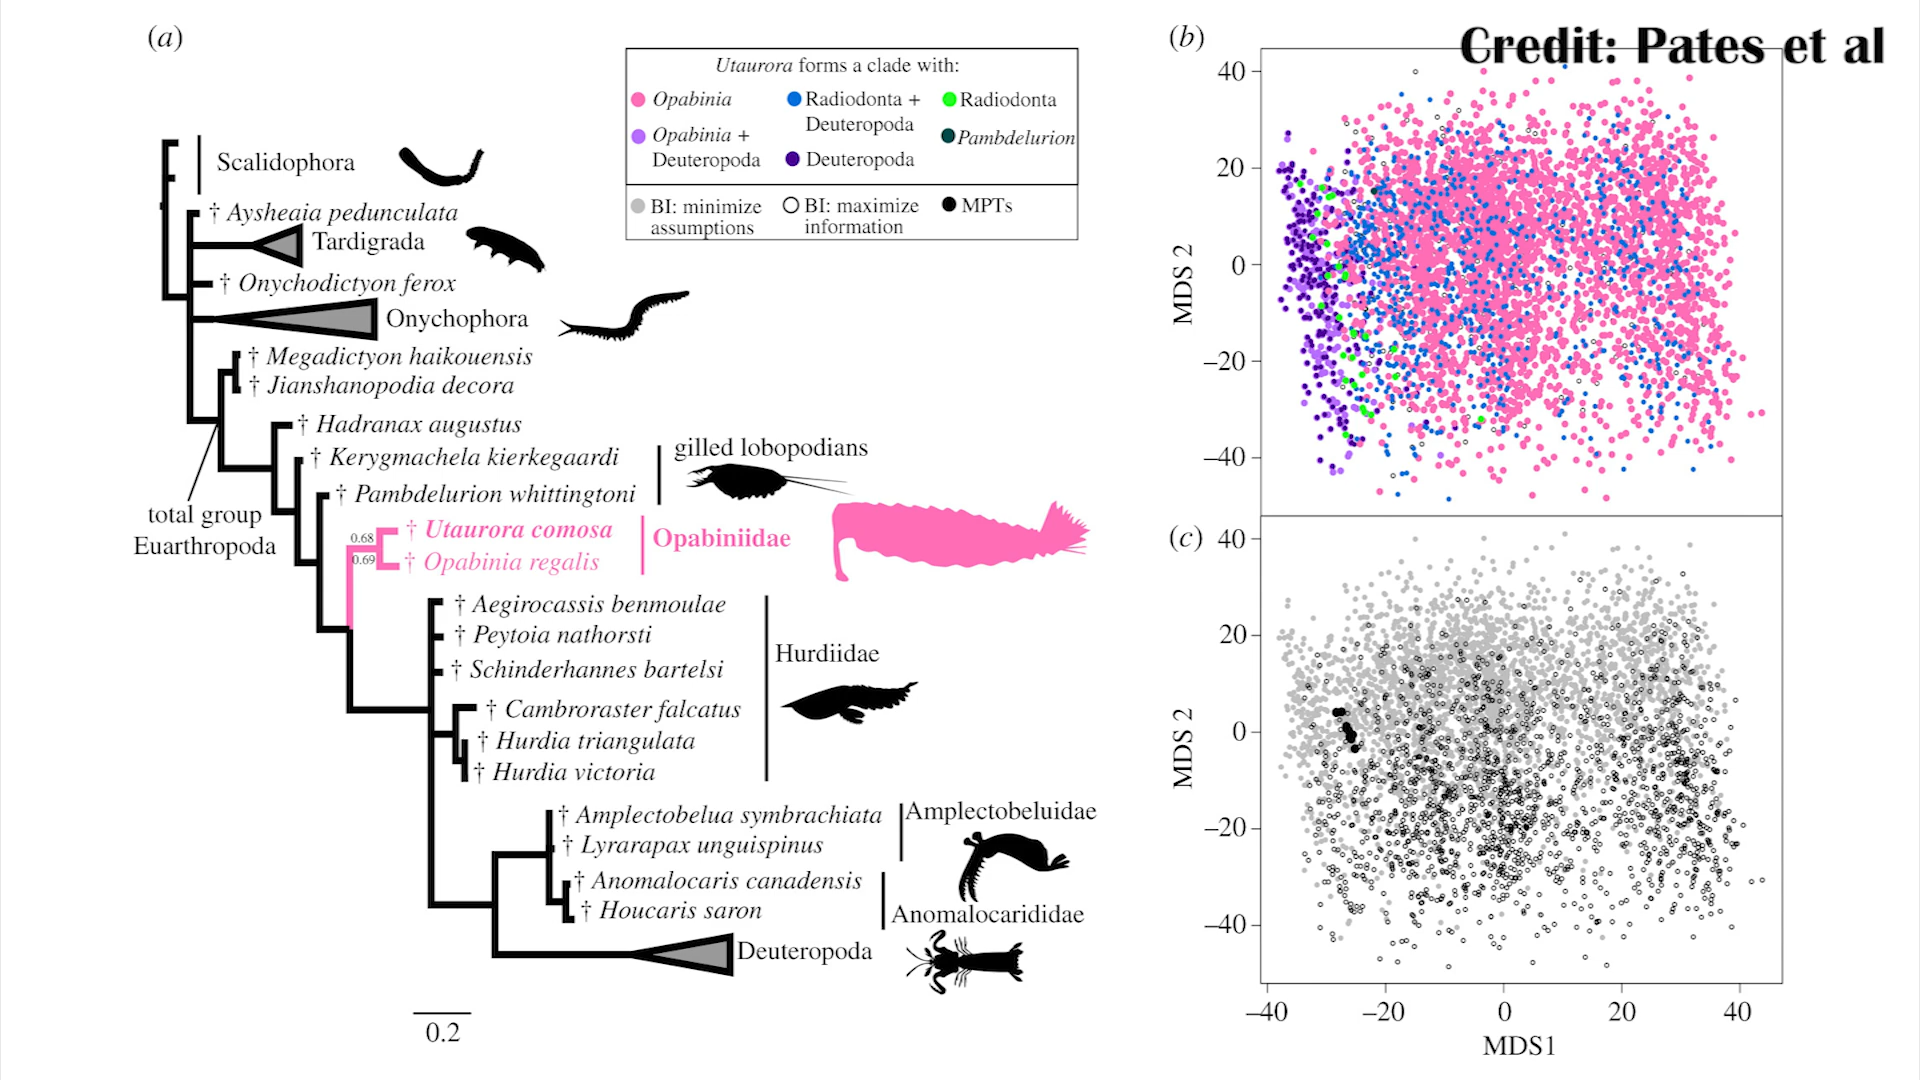 (a)
Scalidophora
† Aysheaia pedunculata
Tardigrada
† Onychodictyon ferox
Onychophora
† Megadictyon haikouensis
† Jianshanopodia decora
† Hadranax augustus
† Kerygmachela kierkegaardi
gilled lobopodians
† Pambdelurion whittingtoni
total group
Euarthropoda
0.68
0.69
† Utaurora comosa
† Opabinia regalis
Opabiniidae
† Aegirocassis benmoulae
† Peytoia nathorsti
† Schinderhannes bartelsi
Hurdiidae
† Cambroraster falcatus
† Hurdia triangulata
† Hurdia victoria
† Amplectobelua symbrachiata
† Lyrarapax unguispinus
Amplectobeluidae
† Anomalocaris canadensis
† Houcaris saron
Anomalocarididae
Deuteropoda
0.2
Utaurora forms a clade with:
Opabinia
Opabinia +
Deuteropoda
Radiodonta +
Deuteropoda
Deuteropoda
Radiodonta
Pambdelurion
BI: minimize
assumptions
BI: maximize
information
MPTs
(b)
Credit: Pates et al
40
20
0
–20
–40
MDS 2
(c)
40
20
0
–20
–40
MDS 2
–40
–20
0
20
40
MDS1